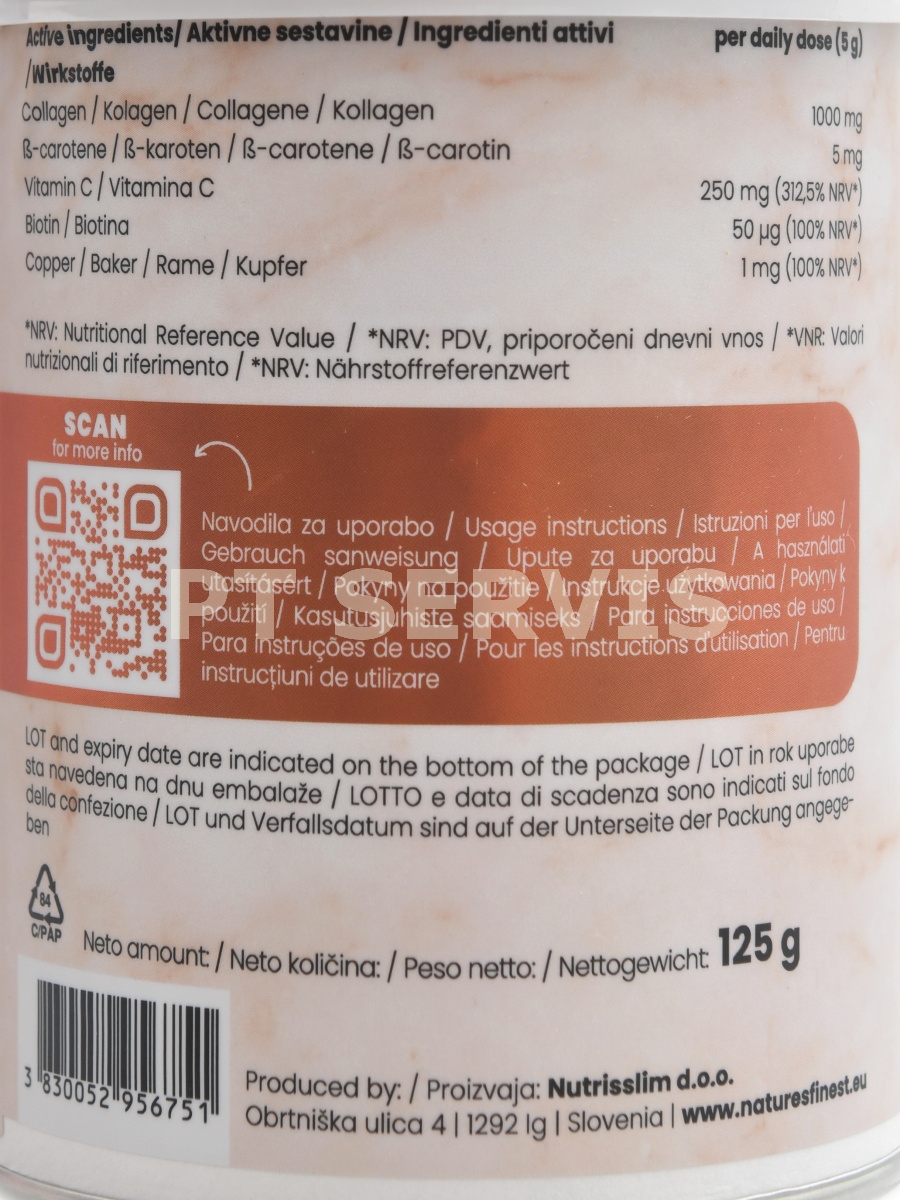 Active ingredients/ Aktivne sestavine / Ingredienti attivi per daily dose (5 g)
/Wirkstoffe
Collagen / Kolagen / Collagene / Kollagen 1000 mg
ß-carotene / ß-karoten / ß-carotene / ß-carotin 5 mg
Vitamin C / Vitamina C 250 mg (312,5% NRV*)
Biotin / Biotina 50 µg (100% NRV*)
Copper / Baker / Rame / Kupfer 1 mg (100% NRV*)
*NRV: Nutritional Reference Value / *NRV: PDV, priporočeni dnevni vnos / *VNR: Valori
nutrizionali di riferimento / *NRV: Nährstoffreferenzwert
SCAN
for more info
Navodila za uporabo / Usage instructions / Istruzioni per l'uso /
Gebrauch sanweisung / Upute za uporabu / A használati
utasításért / Pokyny na použitie / Instrukcje użytkowania / Pokyny k
použití / Kasutusjuhiste saamiseks / Para instrucciones de uso /
Para Instruções de uso / Pour les instructions d'utilisation / Pentru
instrucțiuni de utilizare
PT SERVIS
LOT and expiry date are indicated on the bottom of the package / LOT in rok uporabe
sta navedena na dnu embalaže / LOTTO e data di scadenza sono indicati sul fondo
della confezione / LOT und Verfallsdatum sind auf der Unterseite der Packung angege-
ben
84
C/PAP
Neto amount: / Neto količina: / Peso netto: / Nettogewicht: 125 g
3 830052 956751
Produced by: / Proizvaja: Nutrisslim d.o.o.
Obrtniška ulica 4 | 1292 Ig | Slovenia | www.naturesfinest.eu